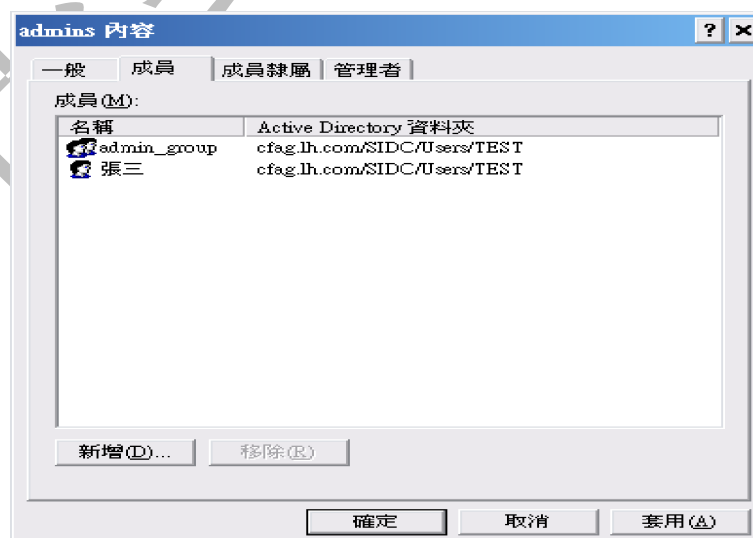 admins 內容
一般 成員 成員隸屬 管理者
成員(M):
名稱 Active Directory 資料夾
admin_group cfag.lh.com/SIDC/Users/TEST
張三 cfag.lh.com/SIDC/Users/TEST
新增(D)... 移除(R)
確定 取消 套用(A)